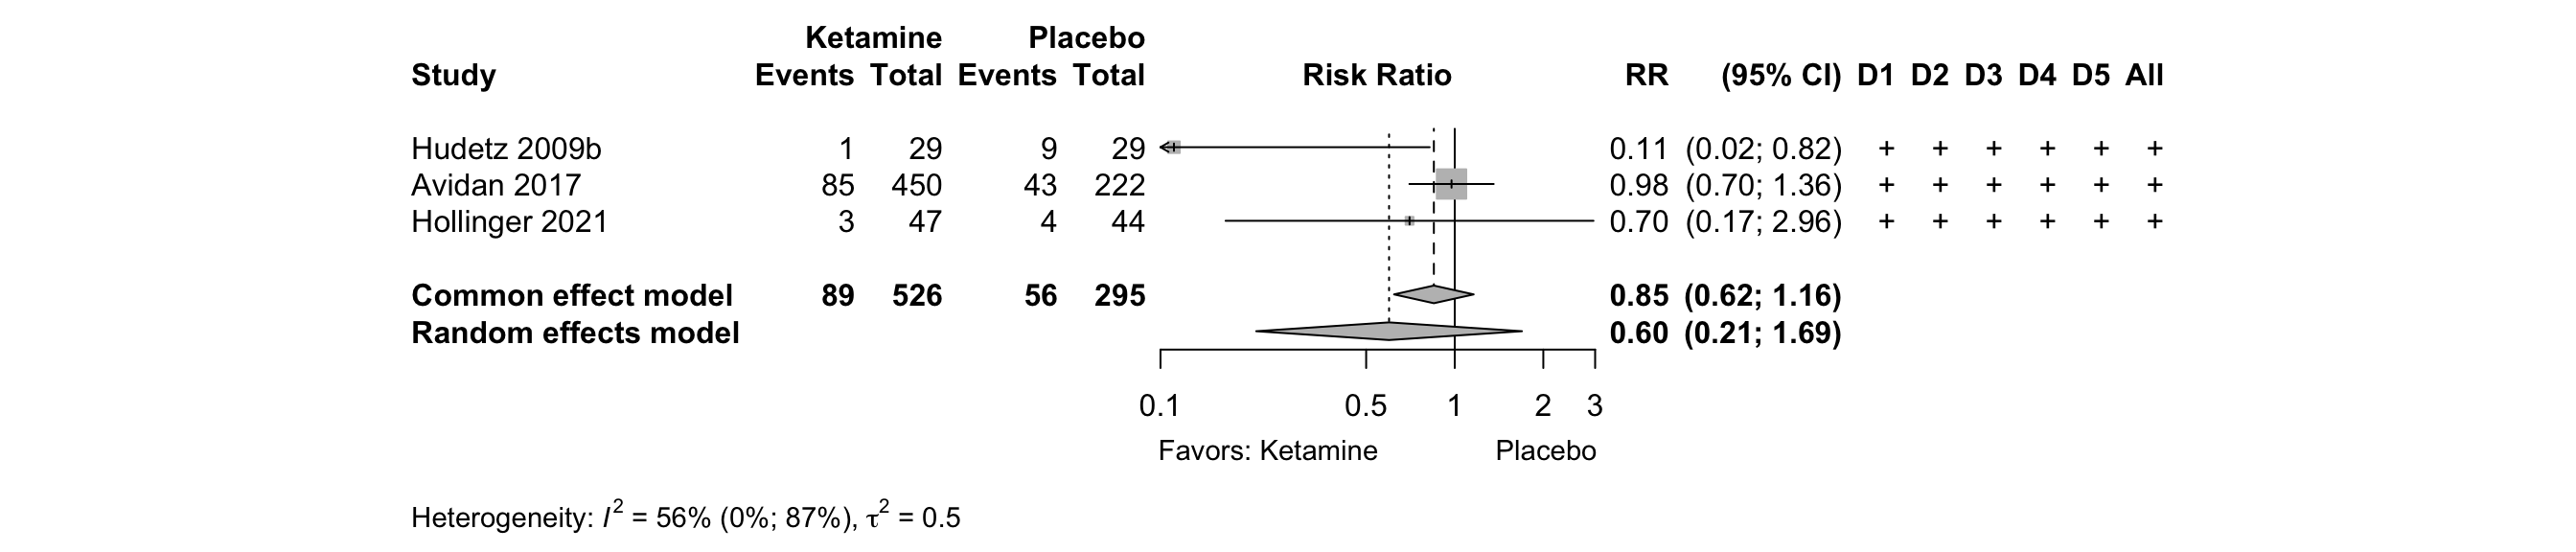 Ketamine Placebo
Study Events Total Events Total Risk Ratio RR (95% CI) D1 D2 D3 D4 D5 All
Hudetz 2009b 1 29 9 29 0.11 (0.02; 0.82) + + + + + +
Avidan 2017 85 450 43 222 0.98 (0.70; 1.36) + + + + + +
Hollinger 2021 3 47 4 44 0.70 (0.17; 2.96) + + + + + +
Common effect model 89 526 56 295 0.85 (0.62; 1.16)
Random effects model 0.60 (0.21; 1.69)
0.1 0.5 1 2 3
Favors: Ketamine Placebo
Heterogeneity: I² = 56% (0%; 87%), τ² = 0.5